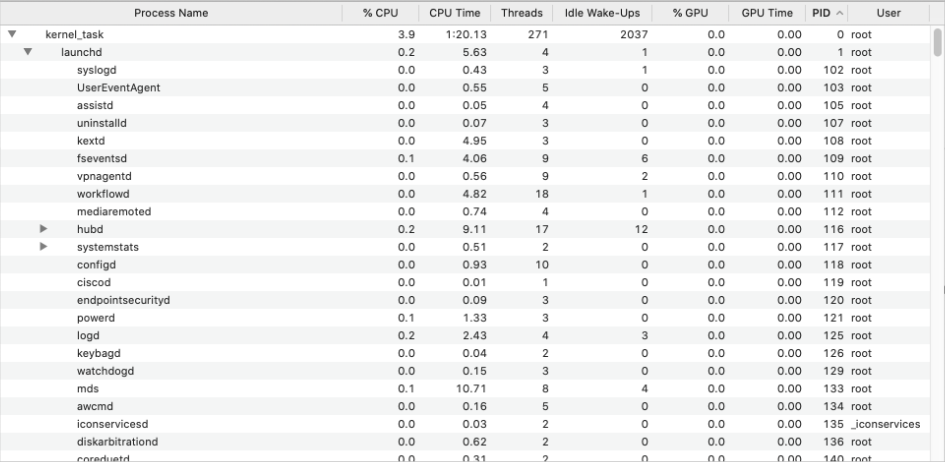 Process Name % CPU CPU Time Threads Idle Wake-Ups % GPU GPU Time PID User
kernel_task 3.9 1:20.13 271 2037 0.0 0.00 0 root
launchd 0.2 5.63 4 1 0.0 0.00 1 root
syslogd 0.0 0.43 3 1 0.0 0.00 102 root
UserEventAgent 0.0 0.55 5 0 0.0 0.00 103 root
assistd 0.0 0.05 4 0 0.0 0.00 105 root
uninstalld 0.0 0.07 3 0 0.0 0.00 107 root
kextd 0.0 4.95 3 0 0.0 0.00 108 root
fseventsd 0.1 4.06 9 6 0.0 0.00 109 root
vpnagentd 0.0 0.56 9 2 0.0 0.00 110 root
workflowd 0.0 4.82 18 1 0.0 0.00 111 root
mediaremoted 0.0 0.74 4 0 0.0 0.00 112 root
hubd 0.2 9.11 17 12 0.0 0.00 116 root
systemstats 0.0 0.51 2 0 0.0 0.00 117 root
configd 0.0 0.93 10 0 0.0 0.00 118 root
ciscod 0.0 0.01 1 0 0.0 0.00 119 root
endpointsecurityd 0.0 0.09 3 0 0.0 0.00 120 root
powerd 0.1 1.33 3 0 0.0 0.00 121 root
logd 0.2 2.43 4 3 0.0 0.00 125 root
keybagd 0.0 0.04 2 0 0.0 0.00 126 root
watchdogd 0.0 0.15 3 0 0.0 0.00 129 root
mds 0.1 10.71 8 4 0.0 0.00 133 root
awcmd 0.0 0.16 5 0 0.0 0.00 134 root
iconservicesd 0.0 0.03 2 0 0.0 0.00 135 _iconservices
diskarbitrationd 0.0 0.62 2 0 0.0 0.00 136 root
coreduetd 0.0 0.31 2 0 0.0 0.00 140 root